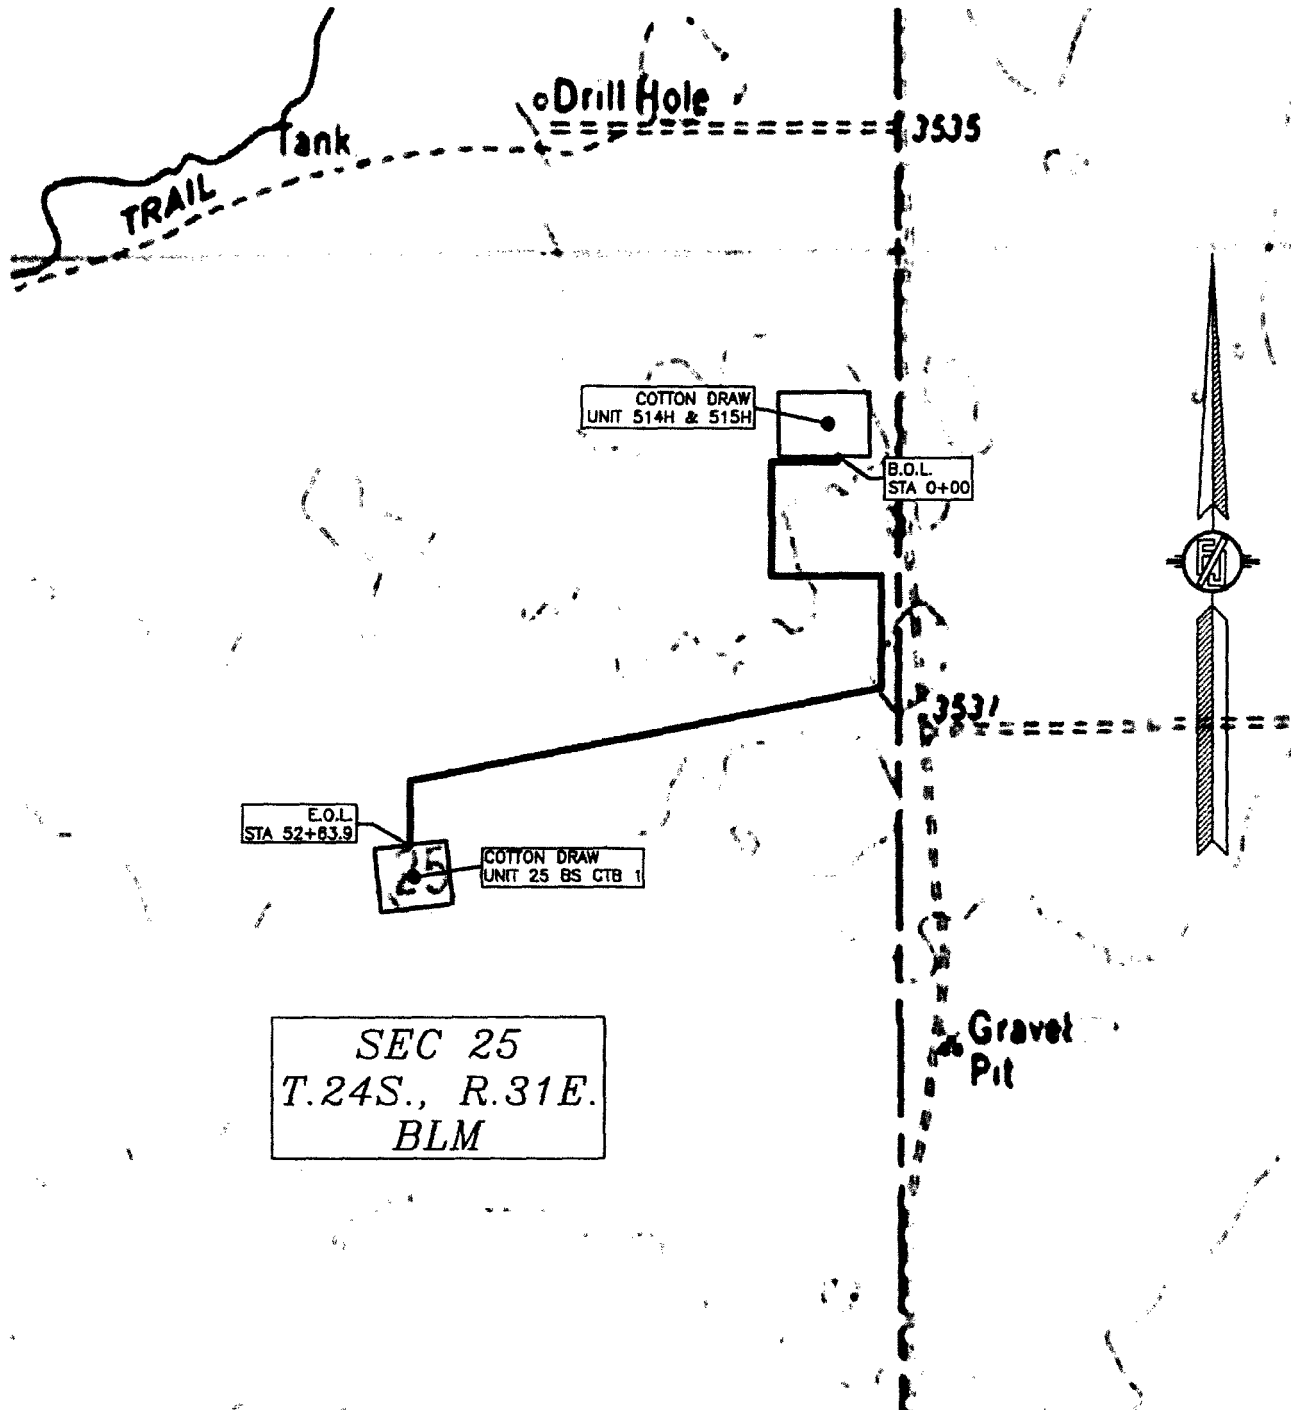 Drill Hole
3535
Tank
TRAIL
COTTON DRAW
UNIT 514H & 515H
B.O.L.
STA 0+00
3531
E.O.L.
STA 52+63.9
25
COTTON DRAW
UNIT 25 BS CTB 1
SEC 25
T.24S., R.31E.
BLM
Gravel
Pit